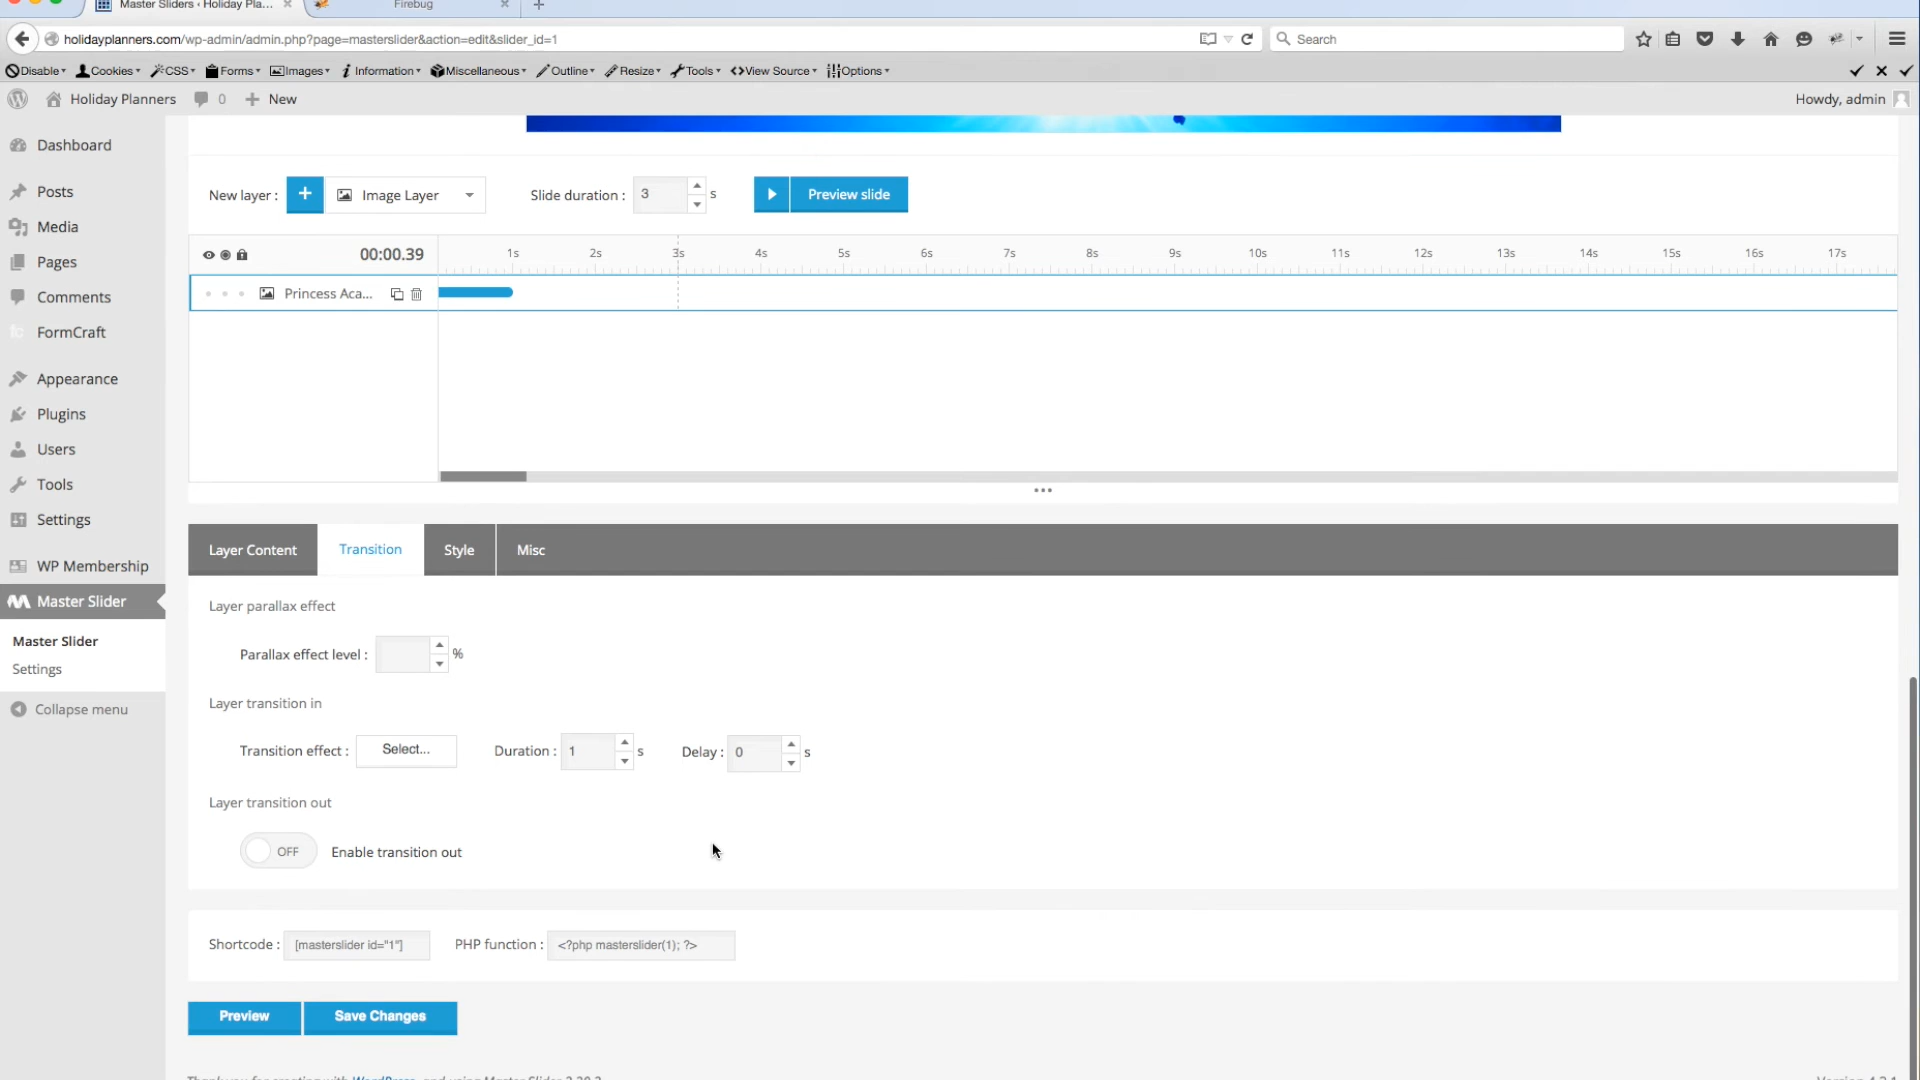 Master Sliders ‹ Holiday Pla...
Firebug
holidayplanners.com/wp-admin/admin.php?page=masterslider&action=edit&slider_id=1
Search
Disable
Cookies
CSS
Forms
Images
Information
Miscellaneous
Outline
Resize
Tools
View Source
Options
Holiday Planners
0
New
Howdy, admin
Dashboard
Posts
Media
Pages
Comments
FormCraft
Appearance
Plugins
Users
Tools
Settings
WP Membership
Master Slider
Master Slider
Settings
Collapse menu
New layer :
Image Layer
Slide duration : 3 s
Preview slide
00:00.39
1s 2s 3s 4s 5s 6s 7s 8s 9s 10s 11s 12s 13s 14s 15s 16s 17s
Princess Aca...
Layer Content
Transition
Style
Misc
Layer parallax effect
Parallax effect level : %
Layer transition in
Transition effect : Select... Duration : 1 s Delay : 0 s
Layer transition out
OFF Enable transition out
Shortcode : [masterslider id="1"] PHP function : <?php masterslider(1); ?>
Preview
Save Changes